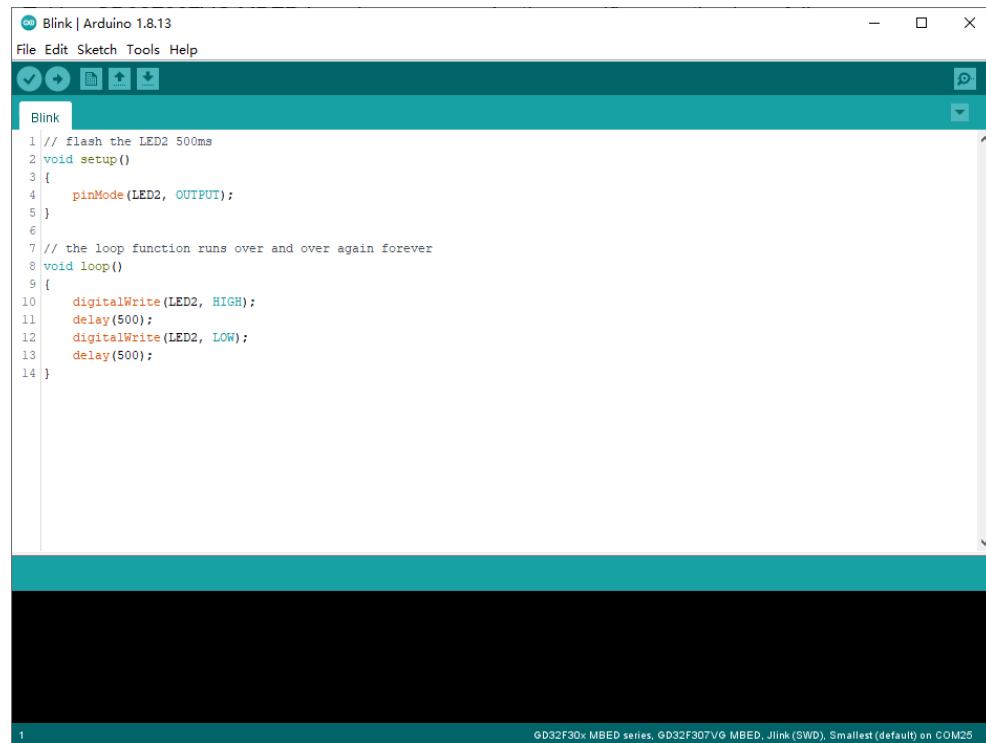 Blink | Arduino 1.8.13
File Edit Sketch Tools Help
Blink
1 // flash the LED2 500ms
2 void setup()
3 {
4     pinMode(LED2, OUTPUT);
5 }
6
7 // the loop function runs over and over again forever
8 void loop()
9 {
10     digitalWrite(LED2, HIGH);
11     delay(500);
12     digitalWrite(LED2, LOW);
13     delay(500);
14 }
1 GD32F30x MBED series, GD32F307VG MBED, Jlink (SWD), Smallest (default) on COM25